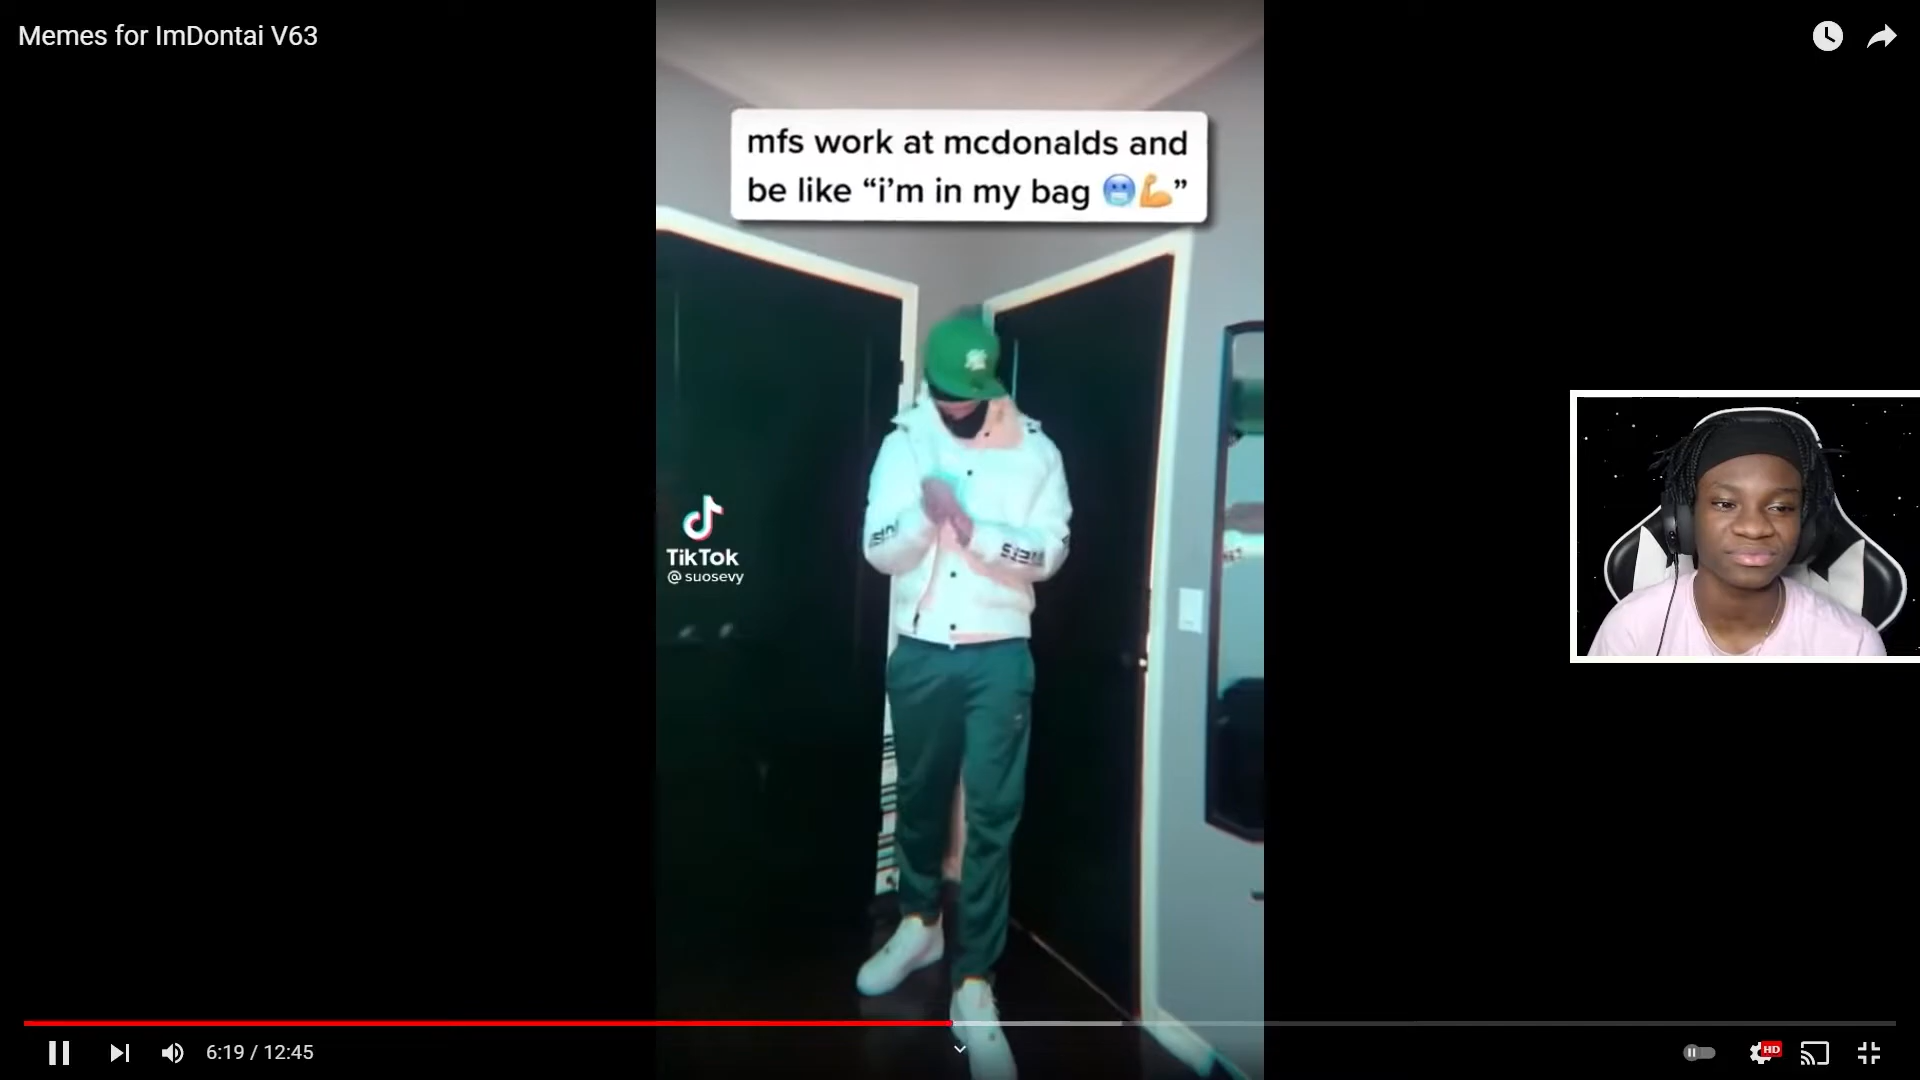 Memes for ImDontai V63
mfs work at mcdonalds and
be like “i’m in my bag 🥶💪”
TikTok
@suosevy
6:19 / 12:45
HD